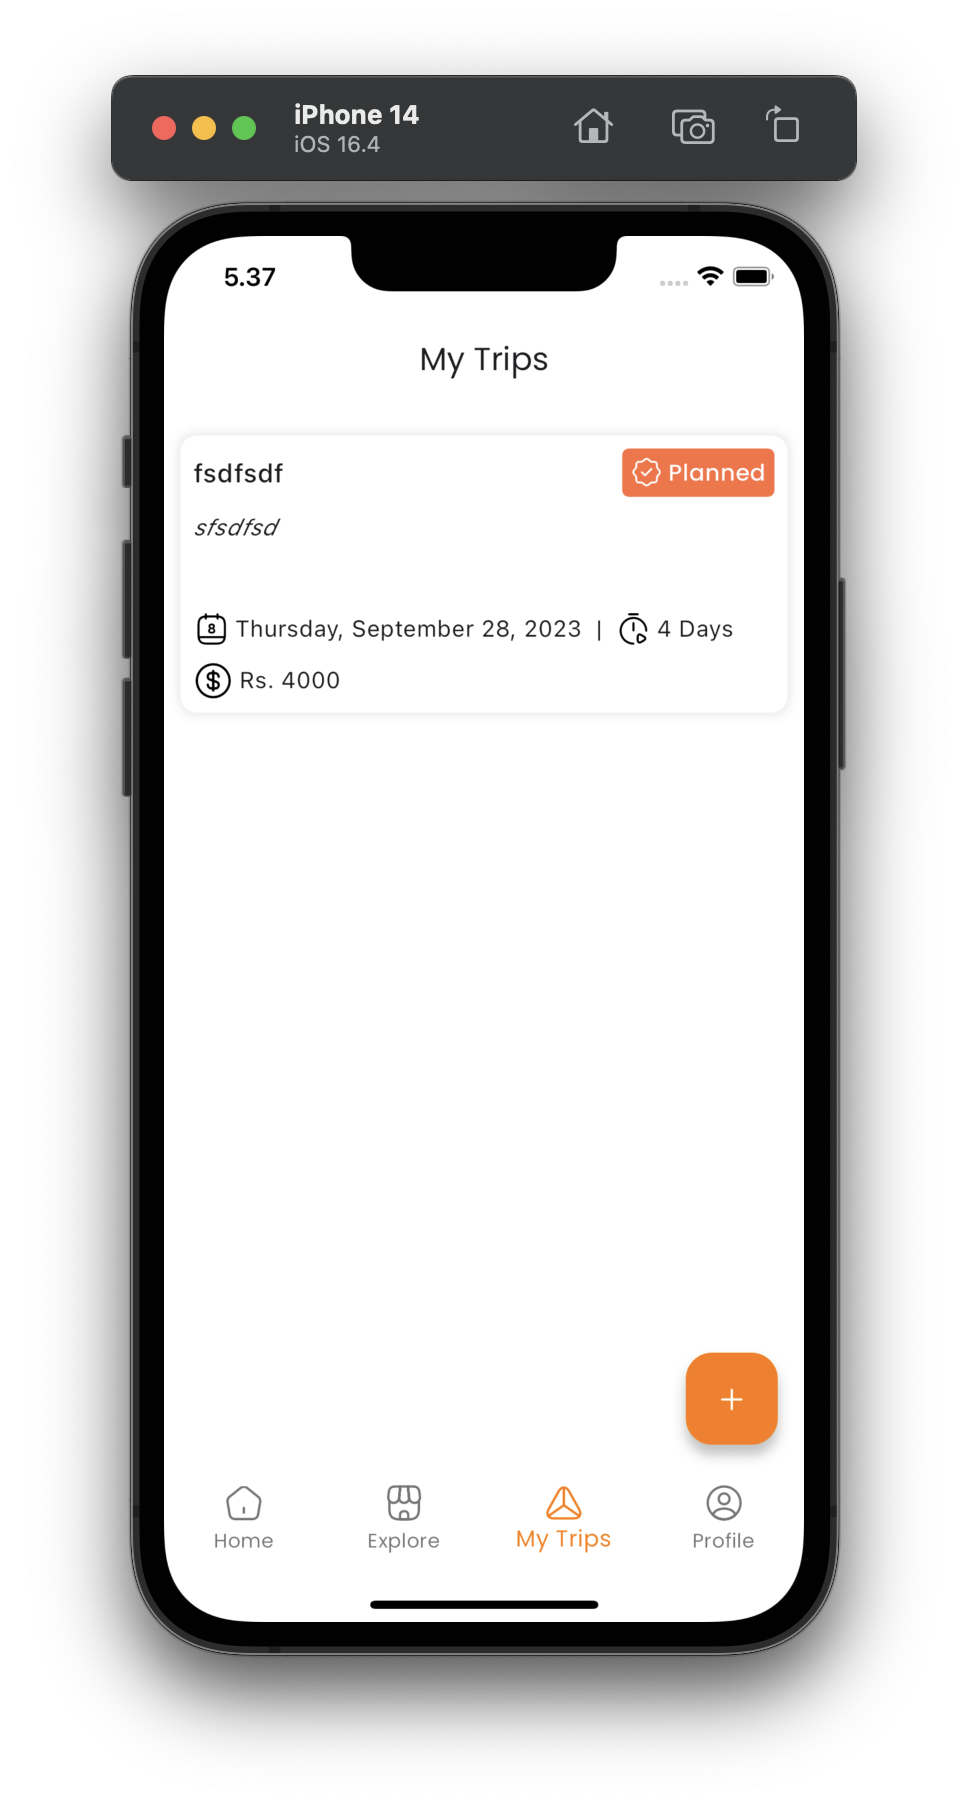 iPhone 14
iOS 16.4
5.37
My Trips
fsdfsdf
Planned
sfsdfsd
8 Thursday, September 28, 2023 | 4 Days
$ Rs. 4000
+
Home Explore My Trips Profile